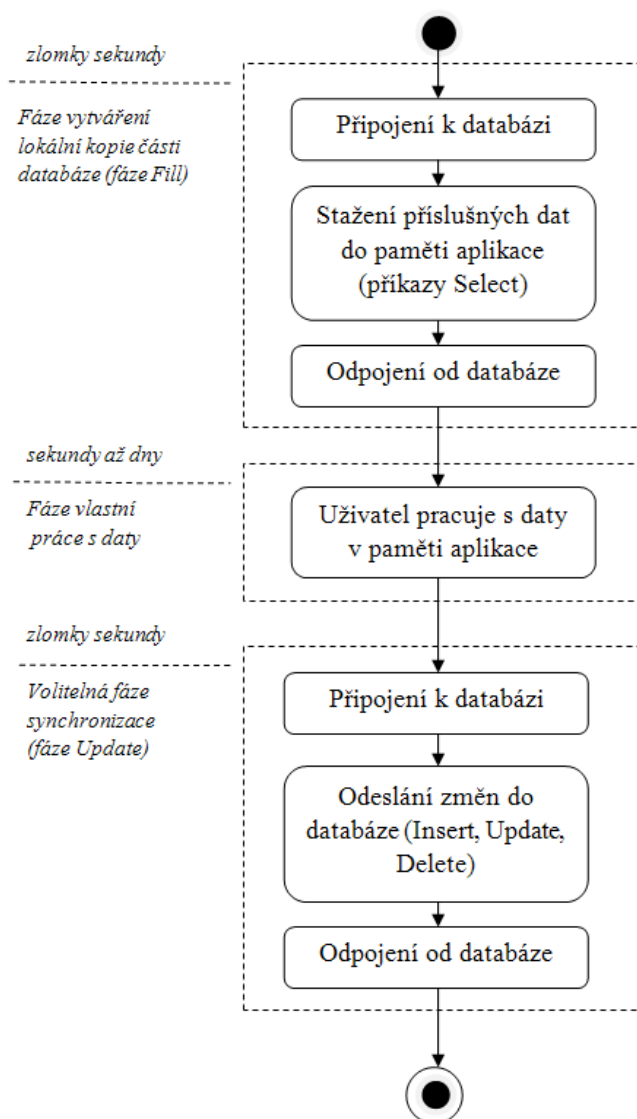 zlomky sekundy
Fáze vytváření
lokální kopie části
databáze (fáze Fill)
Připojení k databázi
Stažení příslušných dat
do paměti aplikace
(příkazy Select)
Odpojení od databáze
sekundy až dny
Fáze vlastní
práce s daty
Uživatel pracuje s daty
v paměti aplikace
zlomky sekundy
Volitelná fáze
synchronizace
(fáze Update)
Připojení k databázi
Odeslání změn do
databáze (Insert, Update,
Delete)
Odpojení od databáze